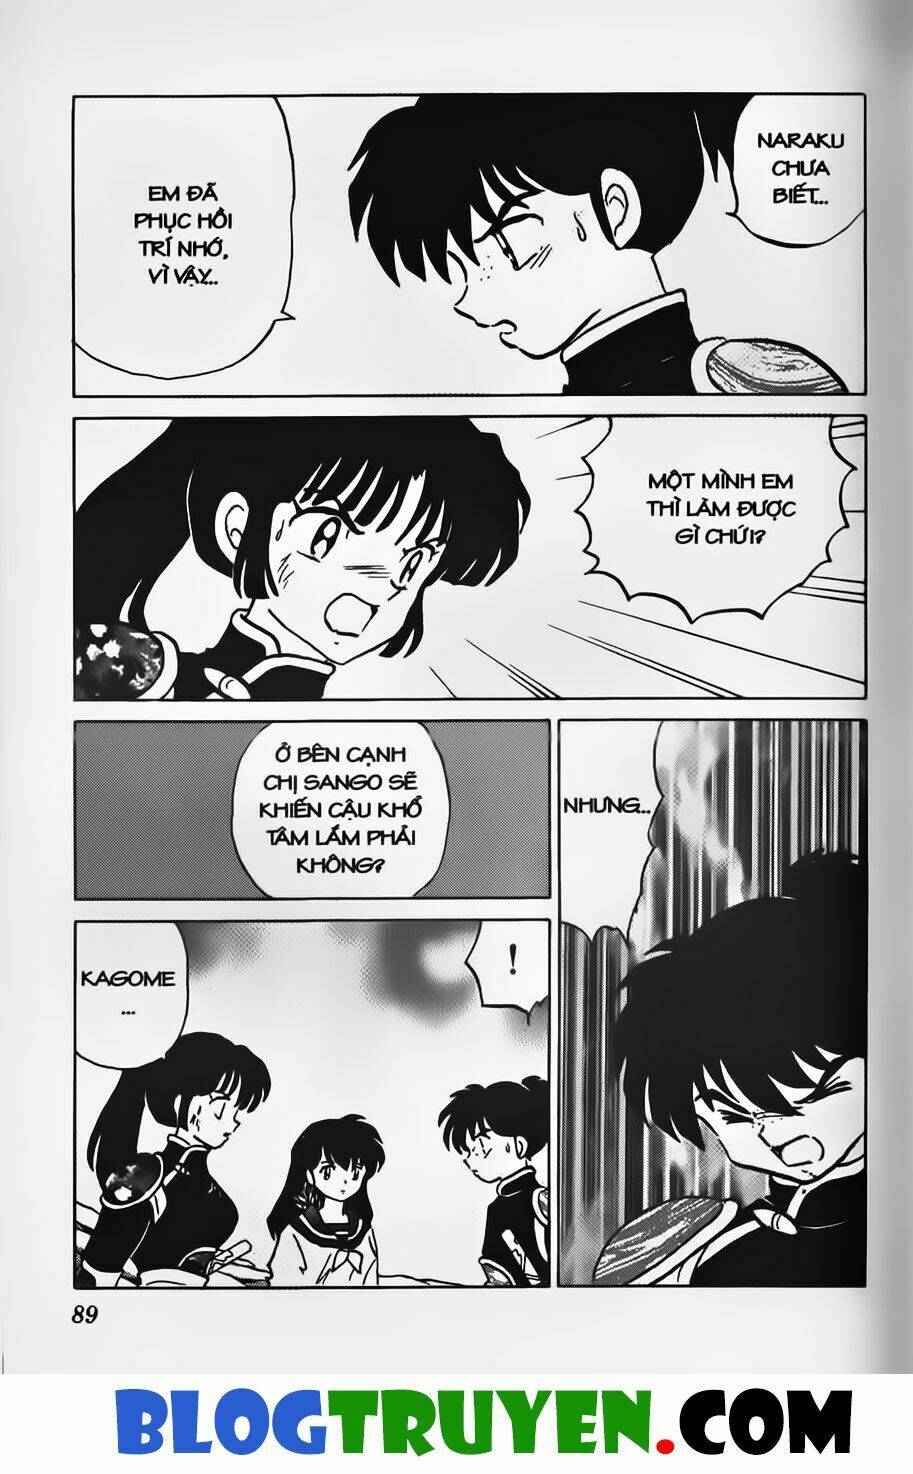 NARAKU
CHƯA
BIẾT...
EM ĐÃ
PHỤC HỒI
TRÍ NHỚ,
VÌ VẬY...
MỘT MÌNH EM
THÌ LÀM ĐƯỢC
GÌ CHỨ!?
NHƯNG...
Ở BÊN CẠNH
CHỊ SANGO SẼ
KHIẾN CẬU KHỔ
TÂM LẮM PHẢI
KHÔNG?
!
KAGOME
...
89
BLOGTRUYEN.COM